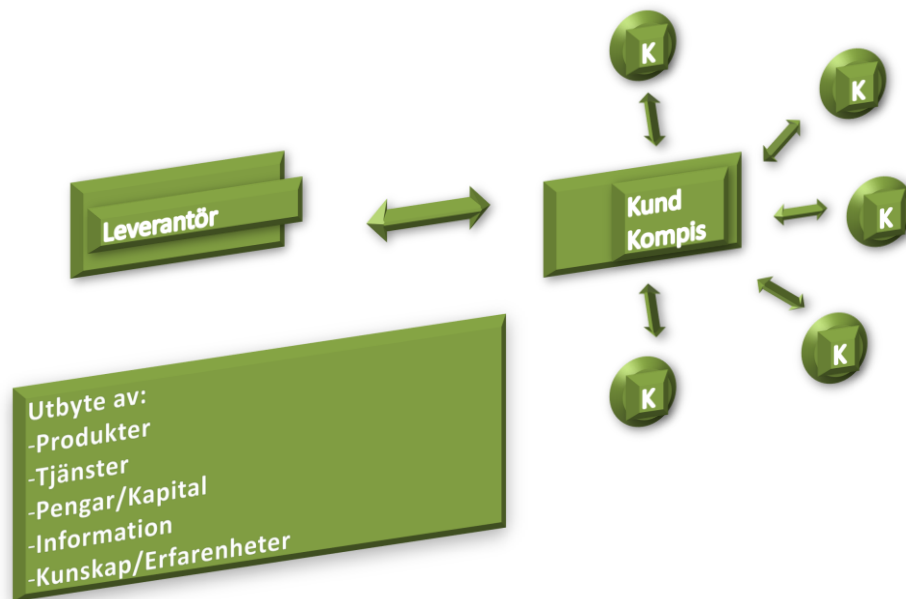 K
K
Leverantör
Kund
Kompis
K
K
K
Utbyte av:
-Produkter
-Tjänster
-Pengar/Kapital
-Information
-Kunskap/Erfarenheter